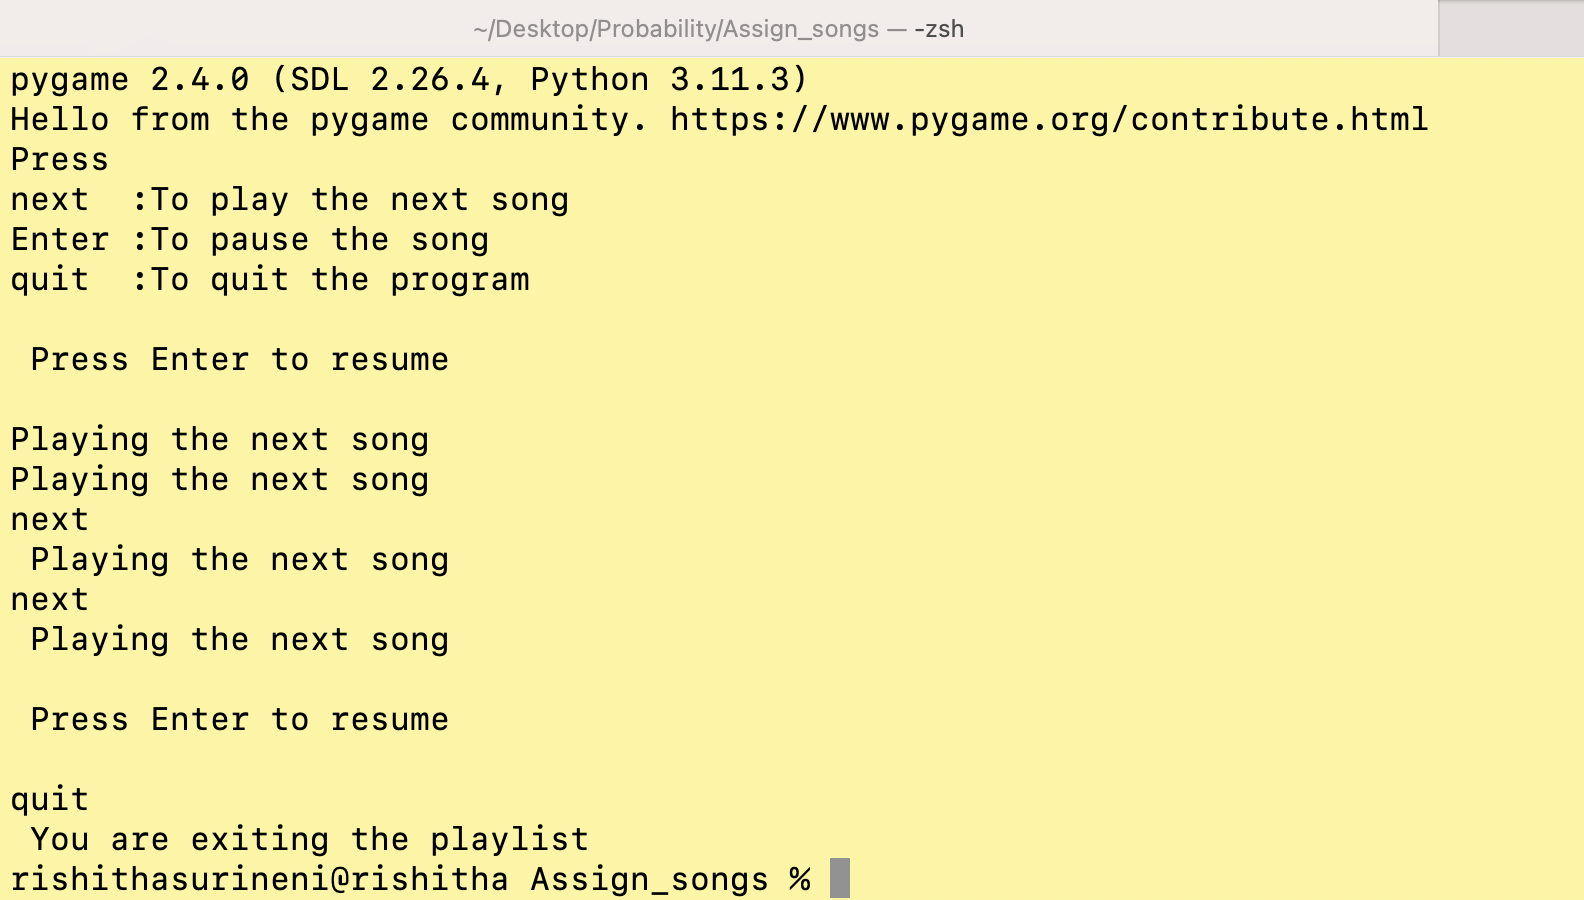 ~/Desktop/Probability/Assign_songs — -zsh
pygame 2.4.0 (SDL 2.26.4, Python 3.11.3)
Hello from the pygame community. https://www.pygame.org/contribute.html
Press
next  :To play the next song
Enter :To pause the song
quit  :To quit the program
 Press Enter to resume
Playing the next song
Playing the next song
next
 Playing the next song
next
 Playing the next song
 Press Enter to resume
quit
 You are exiting the playlist
rishithasurineni@rishitha Assign_songs %